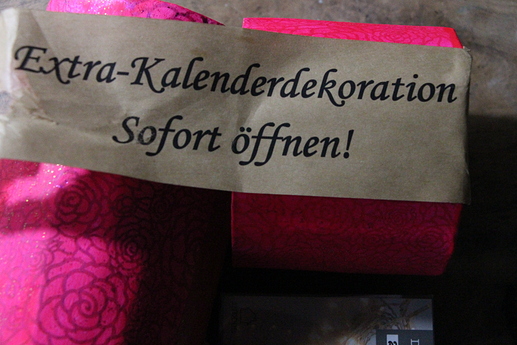 Extra-Kalenderdekoration
Sofort öffnen!